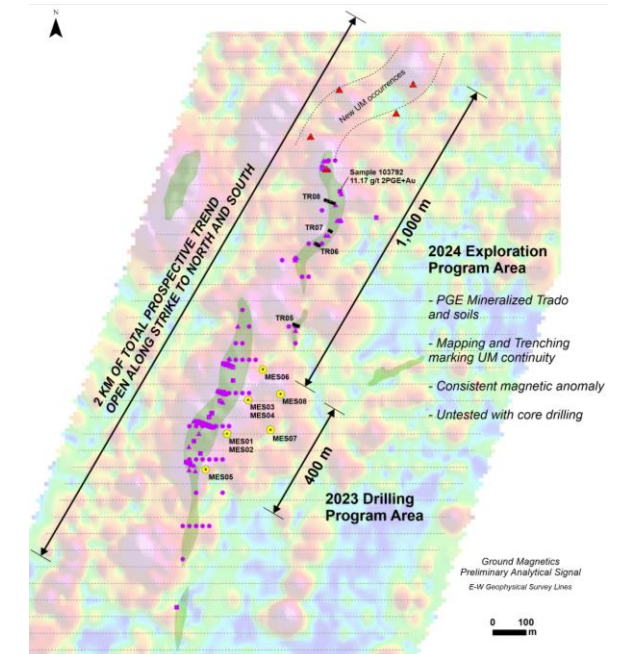 N
New UM occurrences
Sample 103792
11.17 g/t 2PGE+Au
TR08
TR07
TR06
TR05
1,000 m
2 KM OF TOTAL PROSPECTIVE TREND
OPEN ALONG STRIKE TO NORTH AND SOUTH
2024 Exploration
Program Area
- PGE Mineralized Trado
and soils
- Mapping and Trenching
marking UM continuity
- Consistent magnetic anomaly
- Untested with core drilling
MES06
MES08
MES03
MES04
MES01
MES02
MES07
MES05
400 m
2023 Drilling
Program Area
Ground Magnetics
Preliminary Analytical Signal
E-W Geophysical Survey Lines
0 100
m